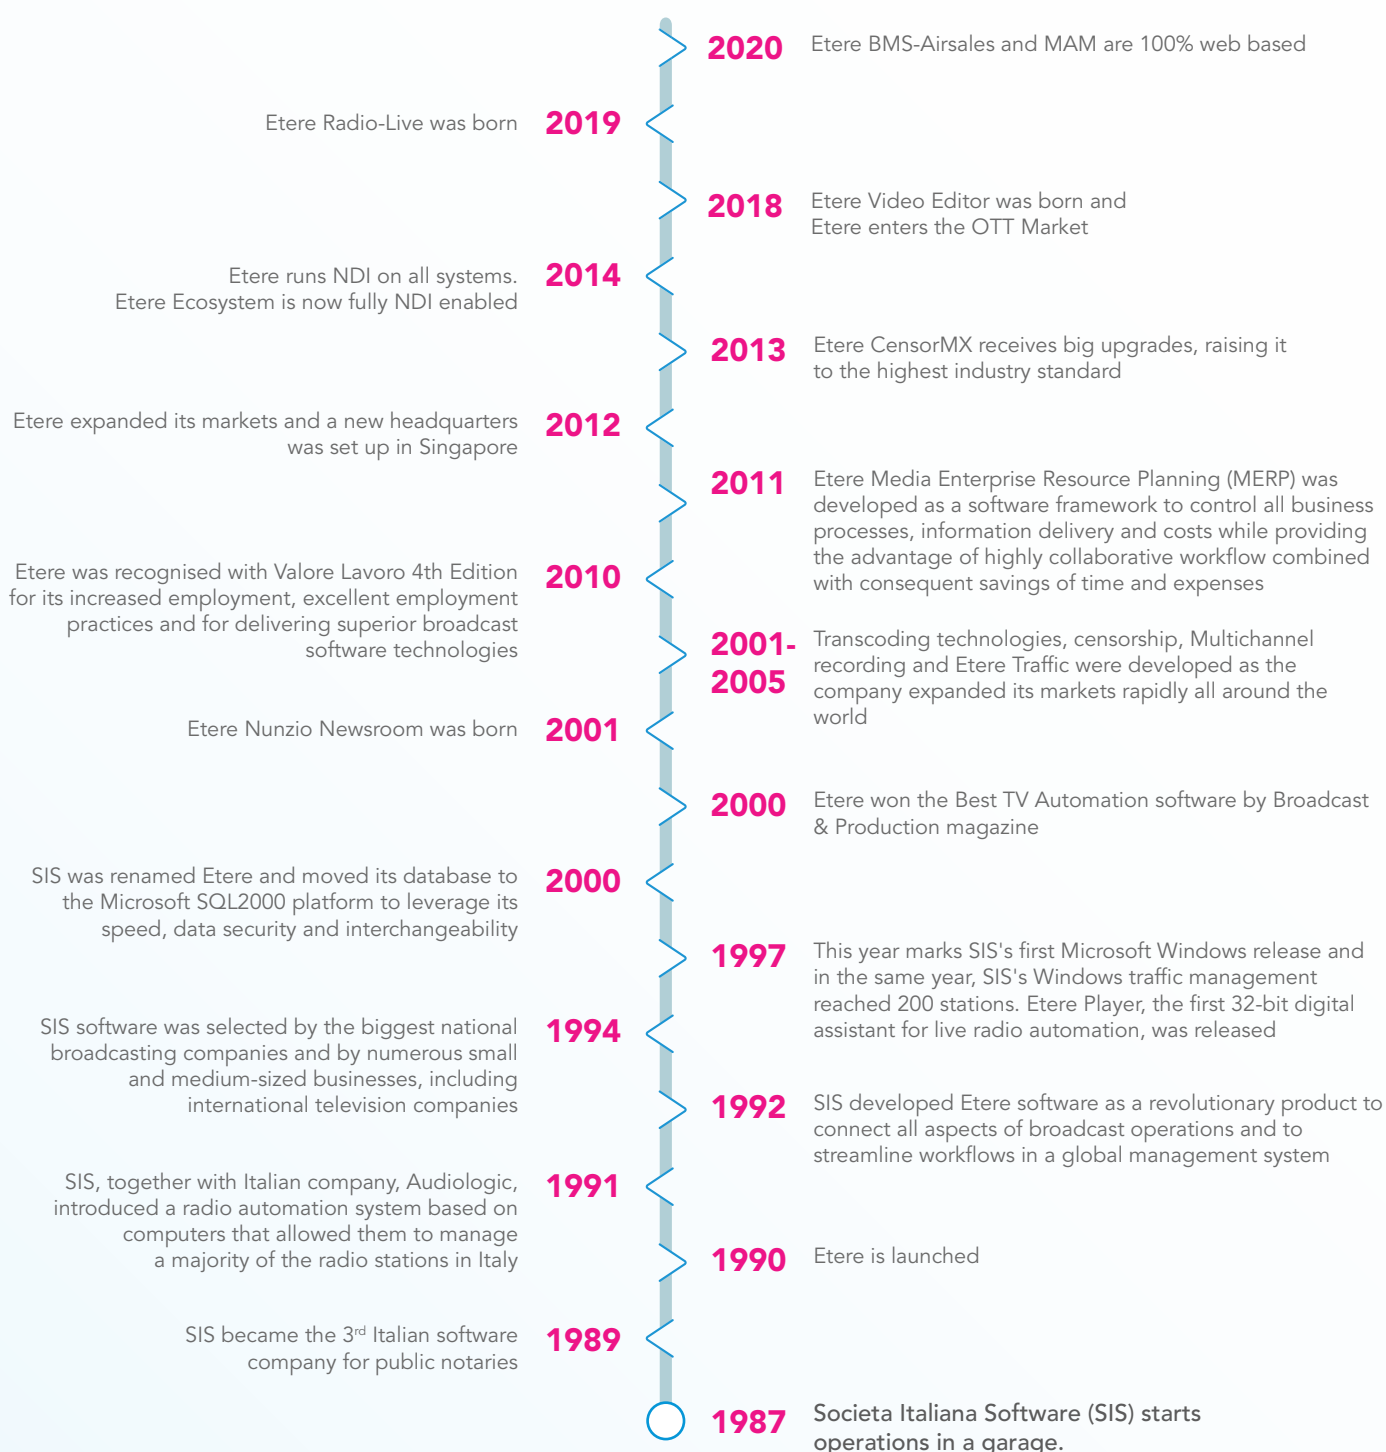 2020
Etere BMS-Airsales and MAM are 100% web based
Etere Radio-Live was born
2019
2018
Etere Video Editor was born and
Etere enters the OTT Market
Etere runs NDI on all systems.
Etere Ecosystem is now fully NDI enabled
2014
2013
Etere CensorMX receives big upgrades, raising it
to the highest industry standard
Etere expanded its markets and a new headquarters
was set up in Singapore
2012
2011
Etere Media Enterprise Resource Planning (MERP) was
developed as a software framework to control all business
processes, information delivery and costs while providing
the advantage of highly collaborative workflow combined
with consequent savings of time and expenses
Etere was recognised with Valore Lavoro 4th Edition
for its increased employment, excellent employment
practices and for delivering superior broadcast
software technologies
2010
2001-
2005
Transcoding technologies, censorship, Multichannel
recording and Etere Traffic were developed as the
company expanded its markets rapidly all around the
world
Etere Nunzio Newsroom was born
2001
2000
Etere won the Best TV Automation software by Broadcast
& Production magazine
SIS was renamed Etere and moved its database to
the Microsoft SQL2000 platform to leverage its
speed, data security and interchangeability
2000
1997
This year marks SIS's first Microsoft Windows release and
in the same year, SIS's Windows traffic management
reached 200 stations. Etere Player, the first 32-bit digital
assistant for live radio automation, was released
SIS software was selected by the biggest national
broadcasting companies and by numerous small
and medium-sized businesses, including
international television companies
1994
1992
SIS developed Etere software as a revolutionary product to
connect all aspects of broadcast operations and to
streamline workflows in a global management system
SIS, together with Italian company, Audiologic,
introduced a radio automation system based on
computers that allowed them to manage
a majority of the radio stations in Italy
1991
1990
Etere is launched
SIS became the 3rd Italian software
company for public notaries
1989
1987
Societa Italiana Software (SIS) starts
operations in a garage.